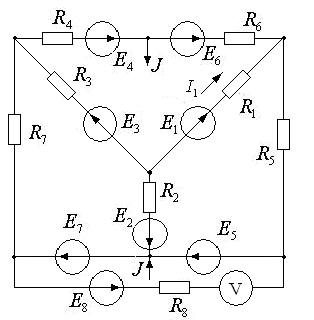 R4 R6
E4 J E6
R3 I1 R1
R7 E3 E1 R5
R2
E2
E7 E5
J
E8 R8 V